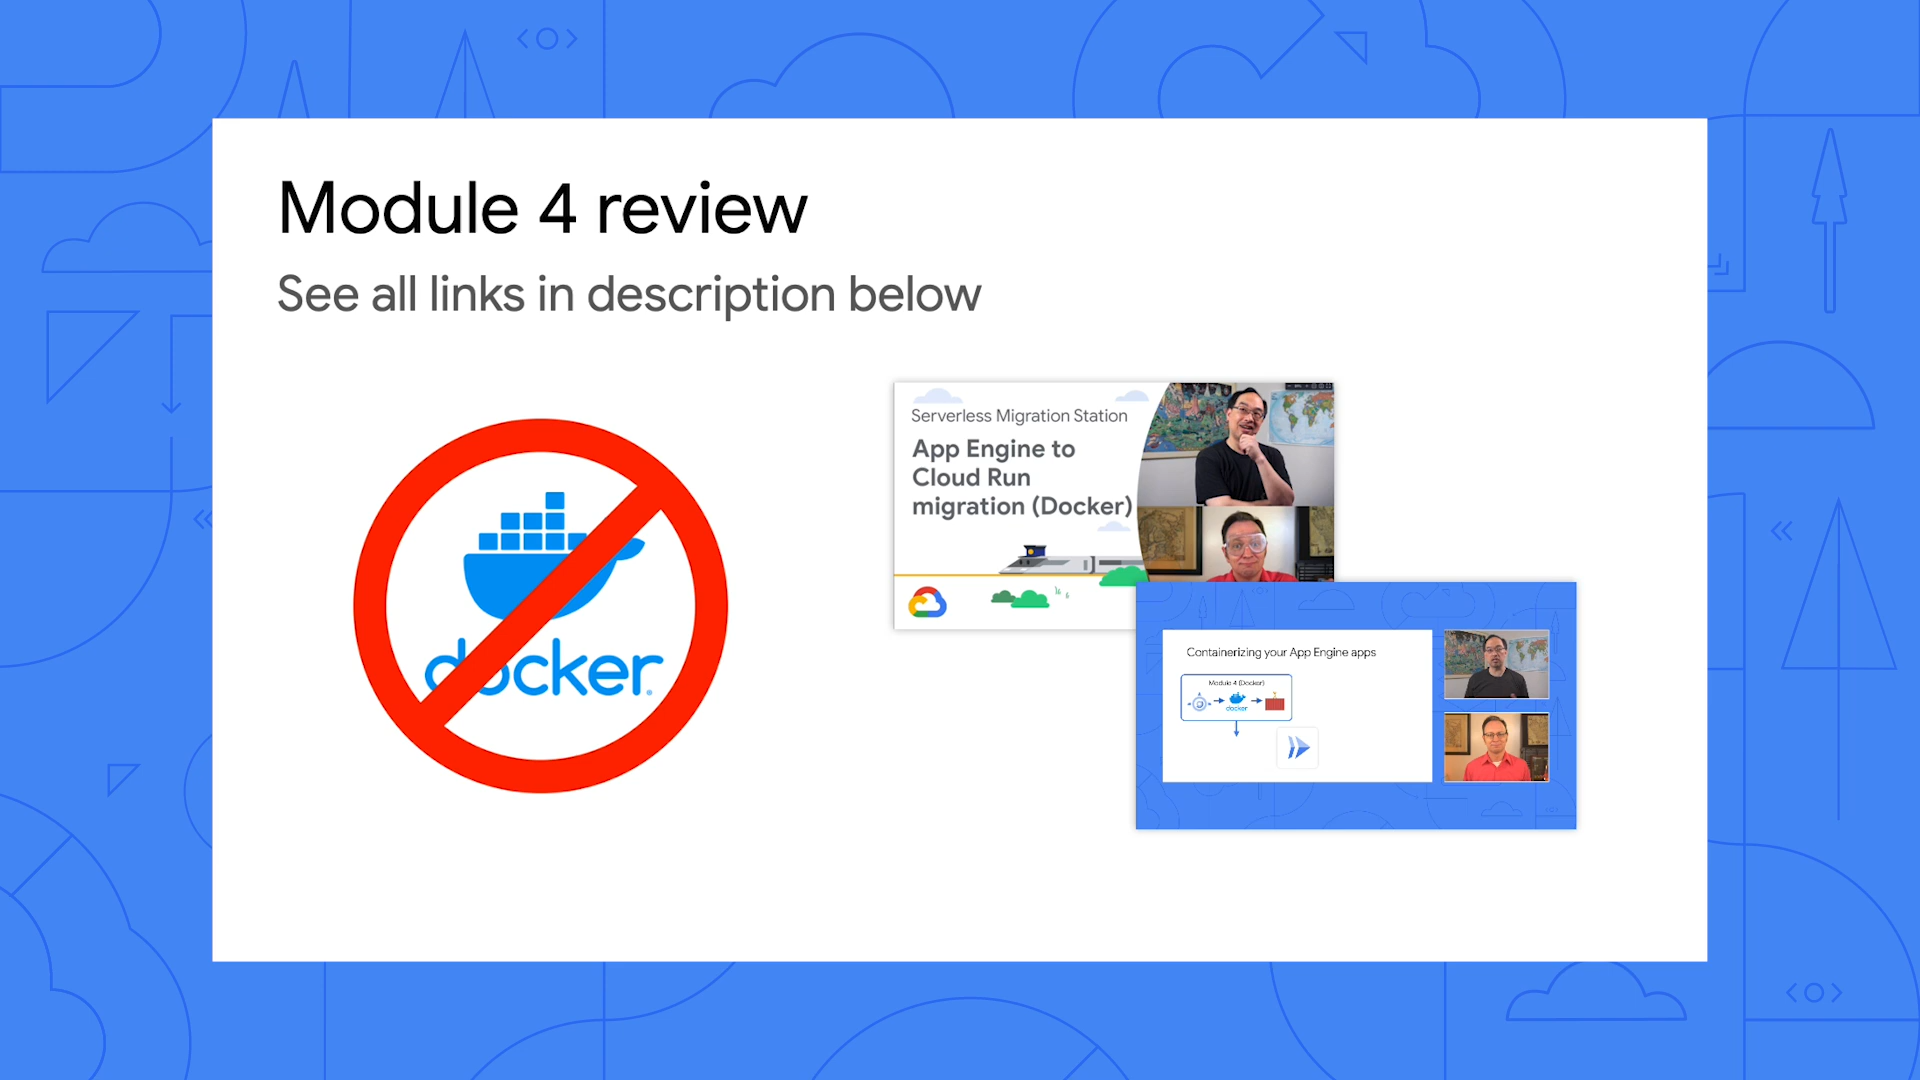 Module 4 review
See all links in description below
docker
Serverless Migration Station
App Engine to
Cloud Run
migration (Docker)
Containerizing your App Engine apps
Module 4 (Docker)
docker